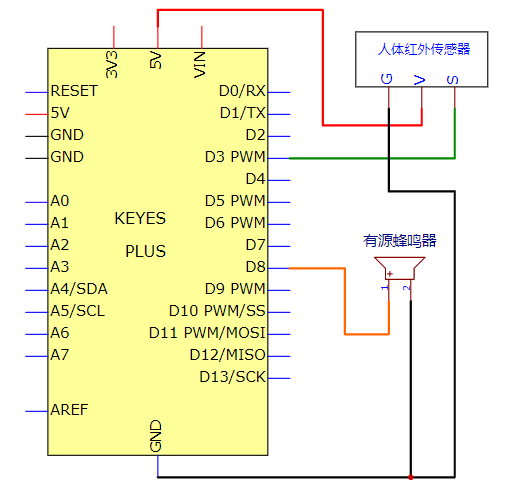 3V3
5V
VIN
人体红外传感器
G
V
S
RESET
5V
GND
GND
A0
A1
A2
A3
A4/SDA
A5/SCL
A6
A7
AREF
KEYES
PLUS
D0/RX
D1/TX
D2
D3 PWM
D4
D5 PWM
D6 PWM
D7
D8
D9 PWM
D10 PWM/SS
D11 PWM/MOSI
D12/MISO
D13/SCK
GND
有源蜂鸣器
+
1
2